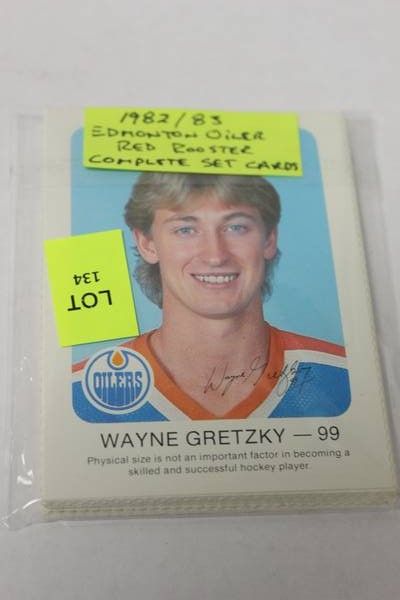 1982/83
EDMONTON OILER
RED ROOSTER
COMPLETE SET CARDS
LOT
134
OILERS
Wayne Gretzky 99
WAYNE GRETZKY — 99
Physical size is not an important factor in becoming a
skilled and successful hockey player.